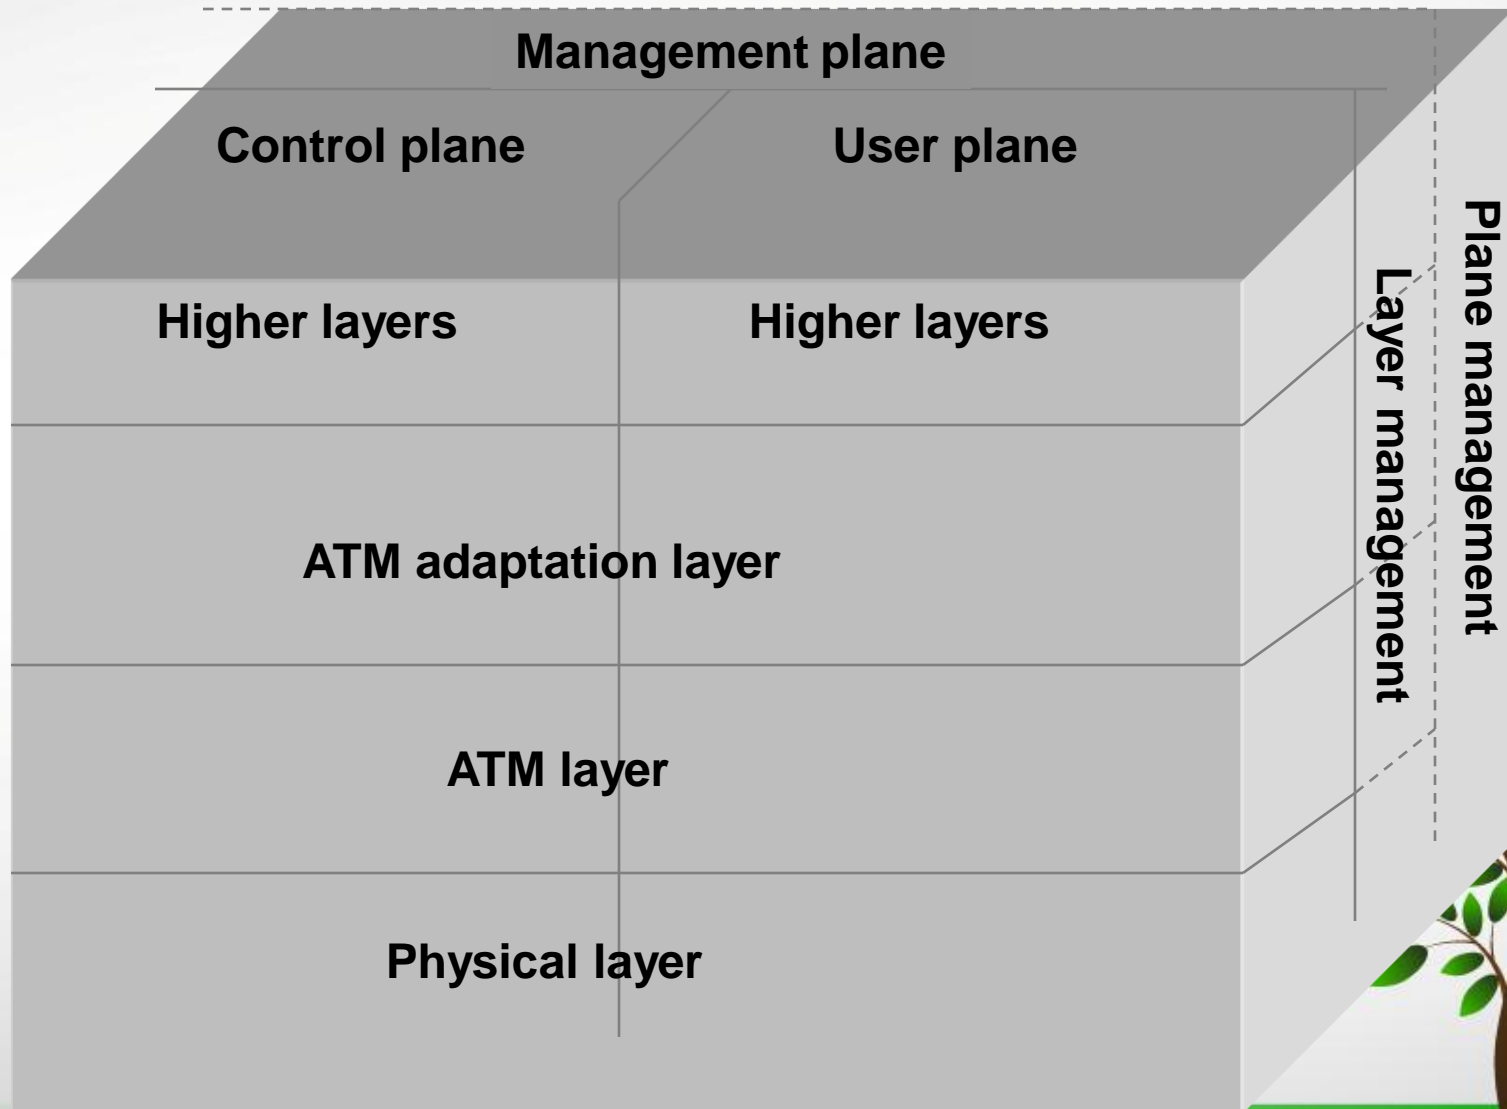 Management plane
Control plane
User plane
Higher layers
Higher layers
ATM adaptation layer
ATM layer
Physical layer
Layer management
Plane management